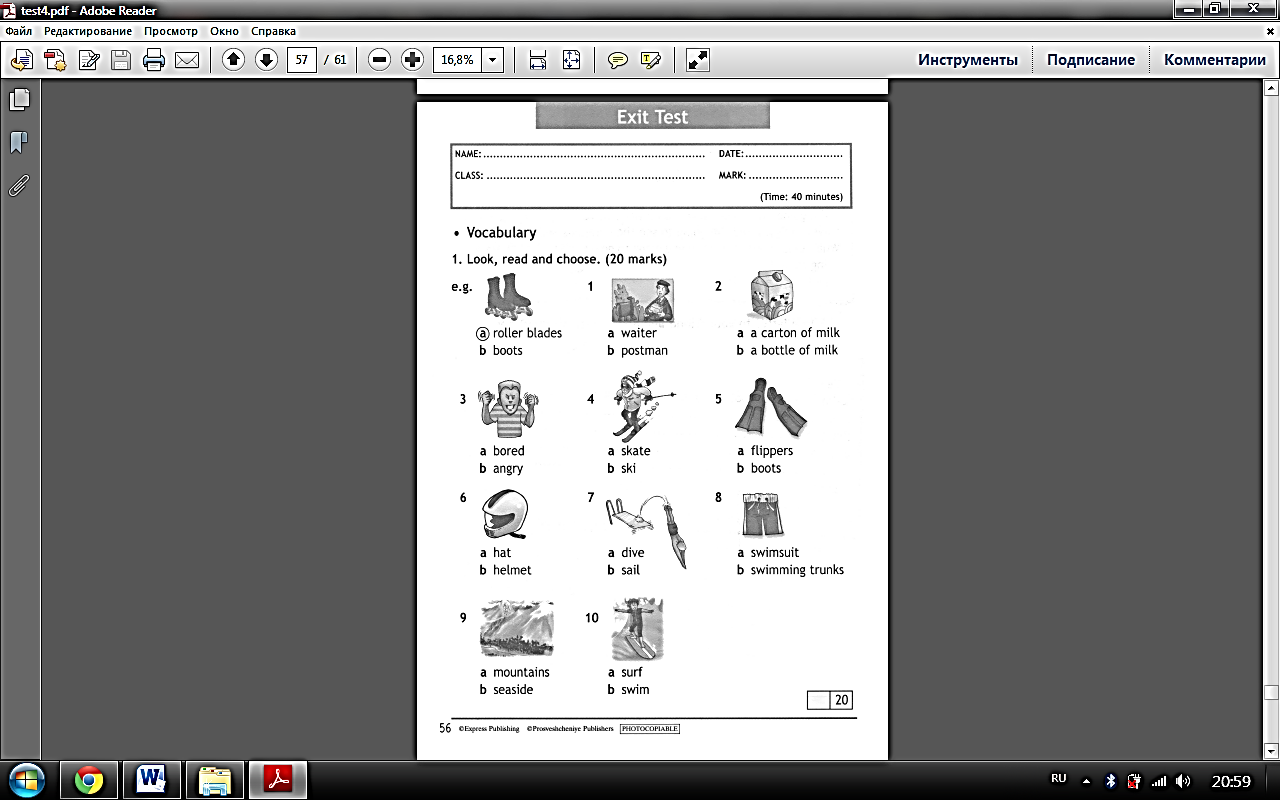 test4.pdf - Adobe Reader
Файл Редактирование Просмотр Окно Справка
57 / 61 16,8% Инструменты Подписание Комментарии
Exit Test
NAME: ........................................ DATE: ....................
CLASS: ........................................ MARK: ....................
(Time: 40 minutes)
• Vocabulary
1. Look, read and choose. (20 marks)
e.g. 1 2
a roller blades a waiter a a carton of milk
b boots b postman b a bottle of milk
3 4 5
a bored a skate a flippers
b angry b ski b boots
6 7 8
a hat a dive a swimsuit
b helmet b sail b swimming trunks
9 10
a mountains a surf
b seaside b swim
20
56 ©Express Publishing ©Prosveshcheniye Publishers PHOTOCOPIABLE
RU 20:59